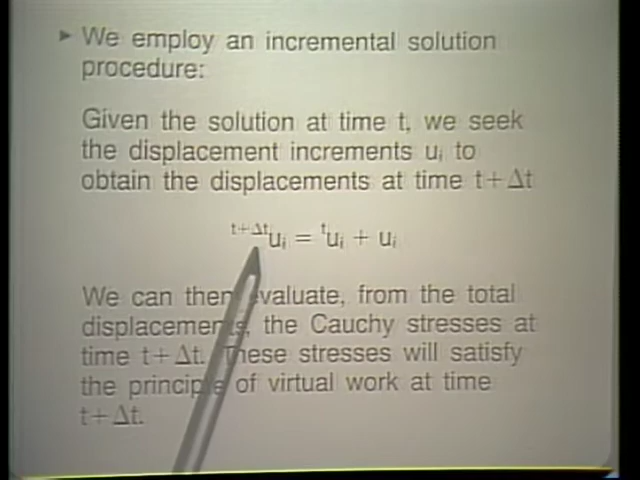 ► We employ an incremental solution
procedure:
Given the solution at time t, we seek
the displacement increments uᵢ to
obtain the displacements at time t+Δt
ᵗ⁺ᐃᵗuᵢ = ᵗuᵢ + uᵢ
We can then evaluate, from the total
displacements, the Cauchy stresses at
time t+Δt. These stresses will satisfy
the principle of virtual work at time
t+Δt.